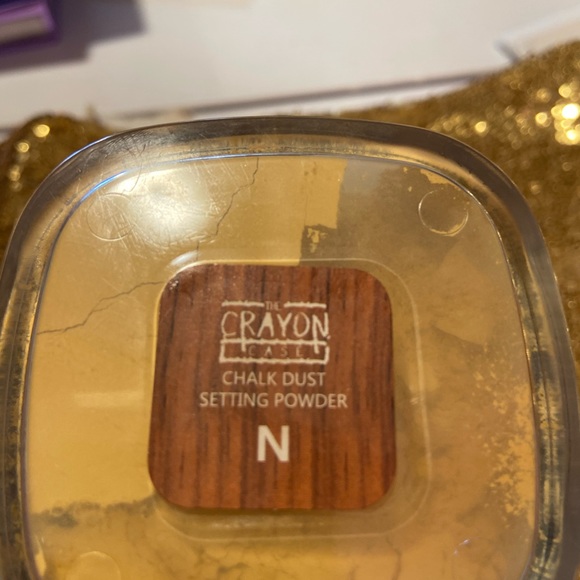 THE
CRAYON
CASE
CHALK DUST
SETTING POWDER
N